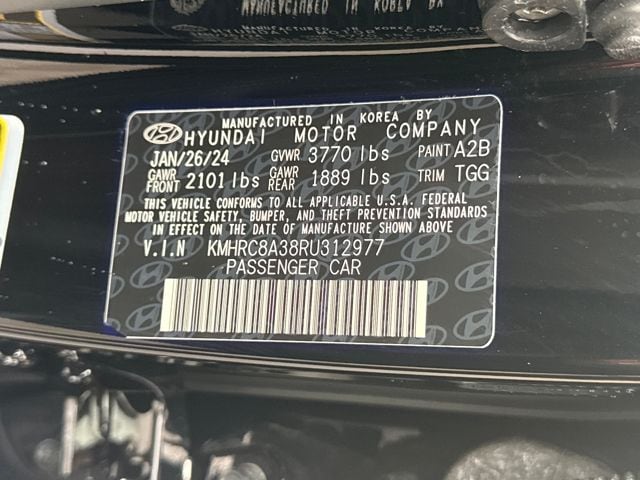 MANUFACTURED IN KOREA BY
HYUNDAI MOTOR COMPANY
JAN/26/24 GVWR 3770 lbs PAINT A2B
GAWR FRONT 2101 lbs GAWR REAR 1889 lbs TRIM TGG
THIS VEHICLE CONFORMS TO ALL APPLICABLE U.S.A. FEDERAL
MOTOR VEHICLE SAFETY, BUMPER, AND THEFT PREVENTION STANDARDS
IN EFFECT ON THE DATE OF MANUFACTURE SHOWN ABOVE
V.I.N KMHRC8A38RU312977
PASSENGER CAR